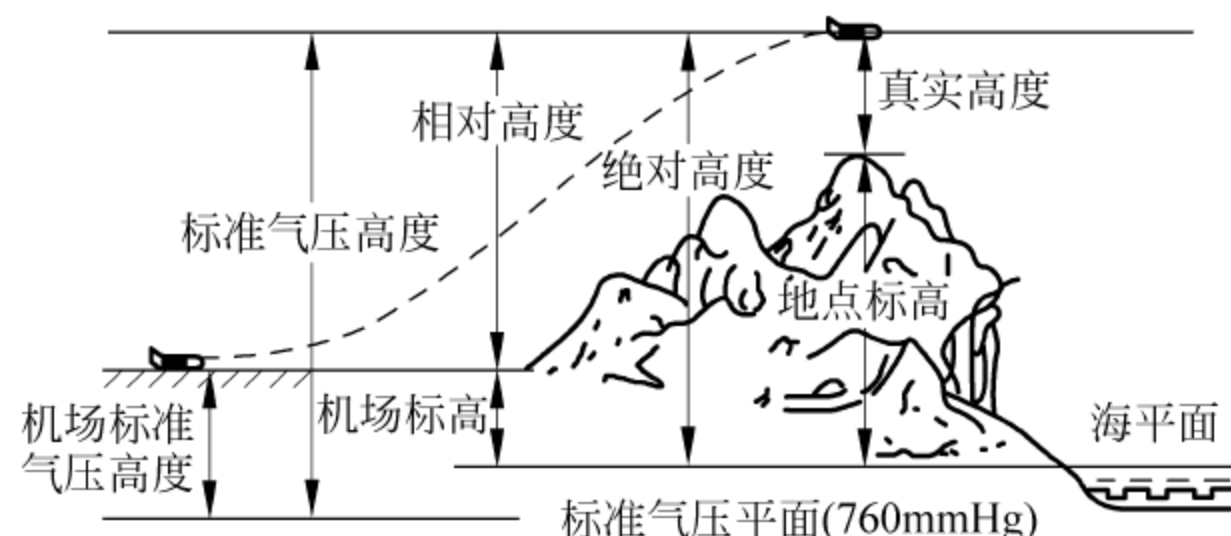 真实高度
相对高度
绝对高度
标准气压高度
地点标高
机场标准
气压高度
机场标高
海平面
标准气压平面(760mmHg)